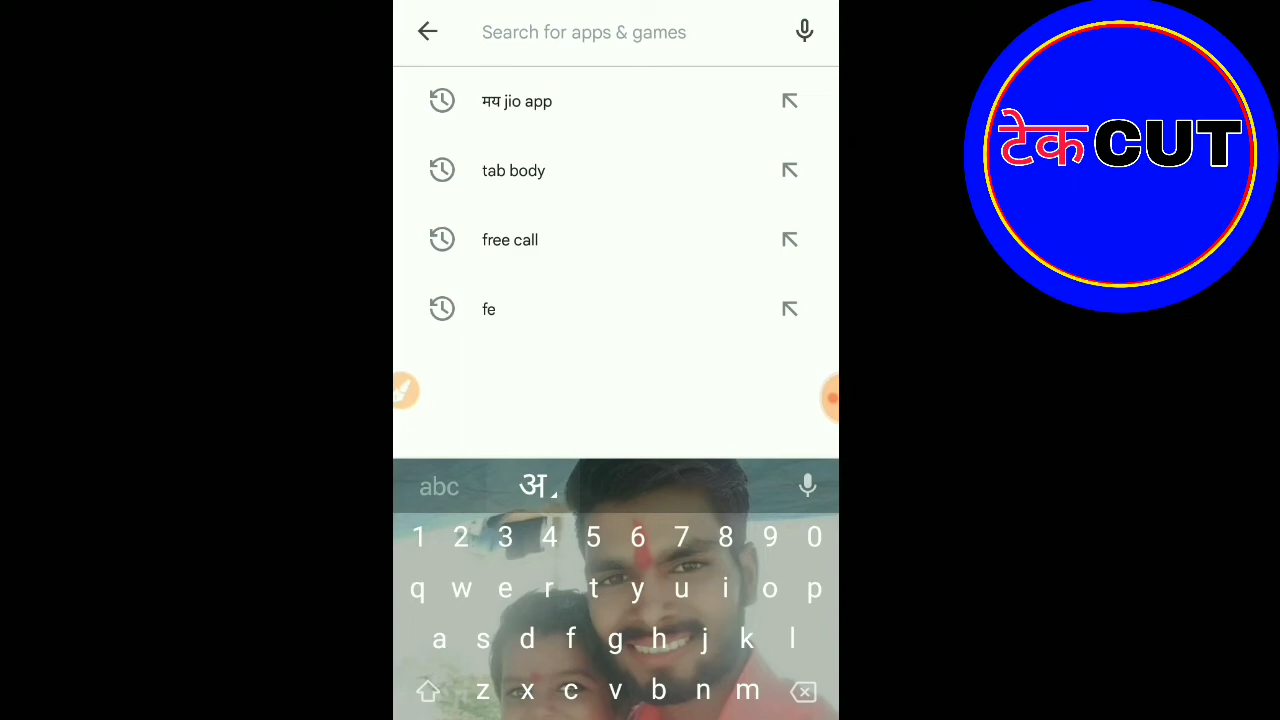 Search for apps & games
टेक CUT
मय jio app
tab body
free call
fe
abc अ
1 2 3 4 5 6 7 8 9 0
q w e r t y u i o p
a s d f g h j k l
z x c v b n m